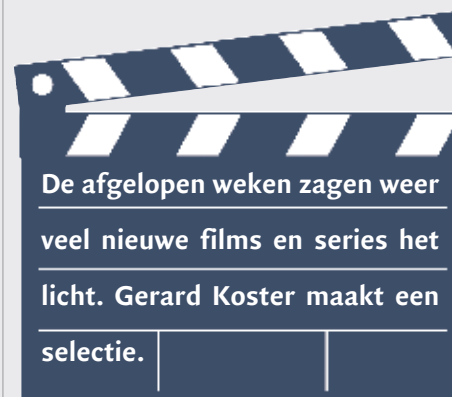 De afgelopen weken zagen weer
veel nieuwe films en series het
licht. Gerard Koster maakt een
selectie.